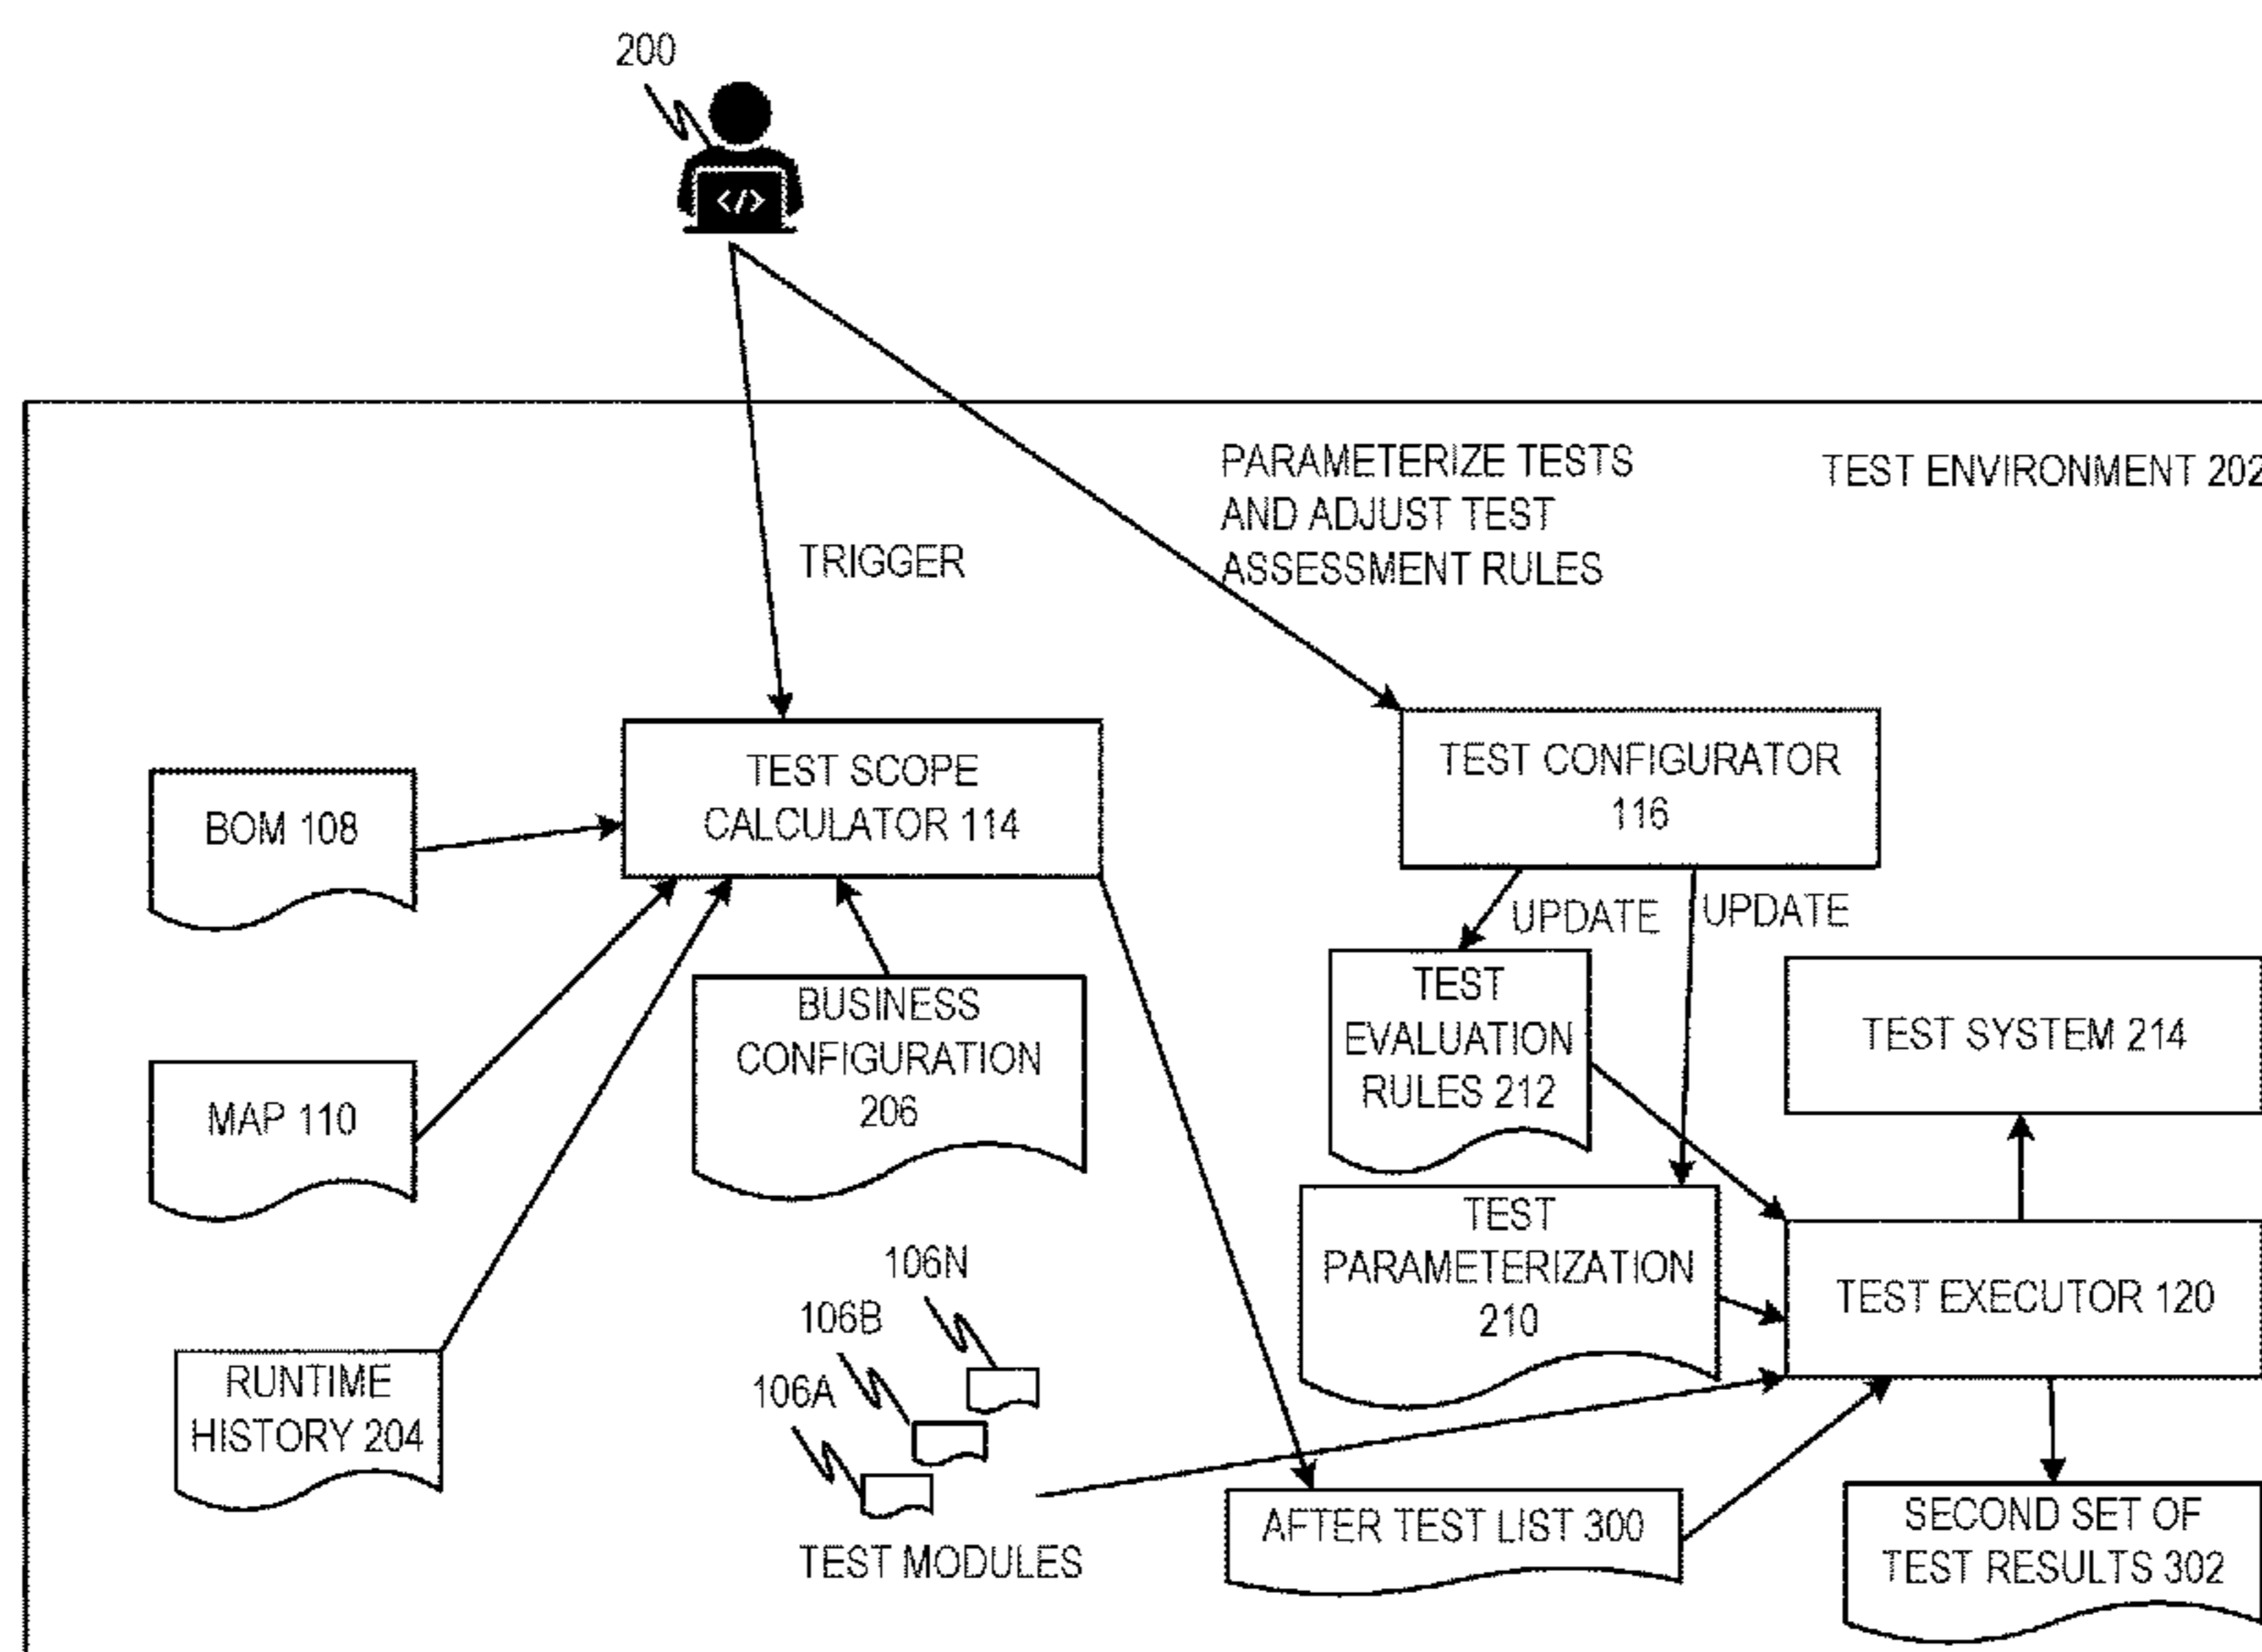 200
</>
PARAMETERIZE TESTS
AND ADJUST TEST
ASSESSMENT RULES
TEST ENVIRONMENT 202
TRIGGER
TEST SCOPE
CALCULATOR 114
TEST CONFIGURATOR
116
BOM 108
UPDATE
UPDATE
BUSINESS
CONFIGURATION
206
TEST
EVALUATION
RULES 212
TEST SYSTEM 214
MAP 110
TEST
PARAMETERIZATION
210
TEST EXECUTOR 120
106N
106B
106A
RUNTIME
HISTORY 204
TEST MODULES
AFTER TEST LIST 300
SECOND SET OF
TEST RESULTS 302